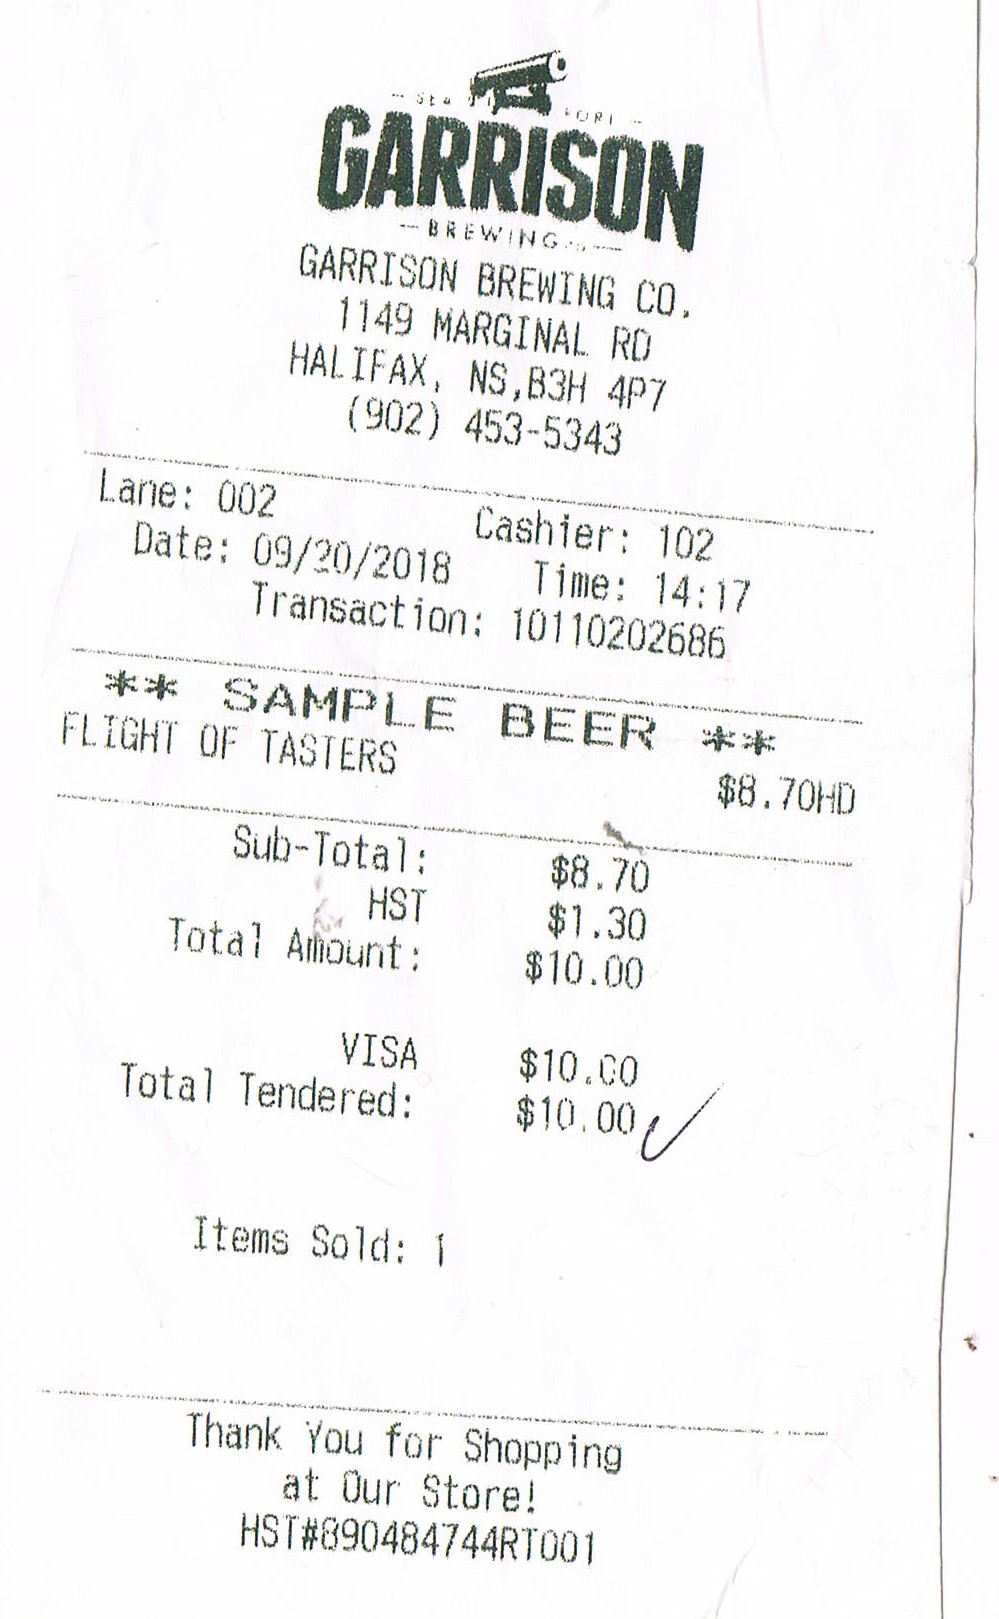 GARRISON
BREWING
GARRISON BREWING CO.
1149 MARGINAL RD
HALIFAX, NS,B3H 4P7
(902) 453-5343
Lane: 002 Cashier: 102
Date: 09/20/2018 Time: 14:17
Transaction: 10110202686
** SAMPLE BEER **
FLIGHT OF TASTERS $8.70HD
Sub-Total: $8.70
HST $1.30
Total Amount: $10.00
VISA $10.00
Total Tendered: $10.00
Items Sold: 1
Thank You for Shopping
at Our Store!
HST#890484744RT001